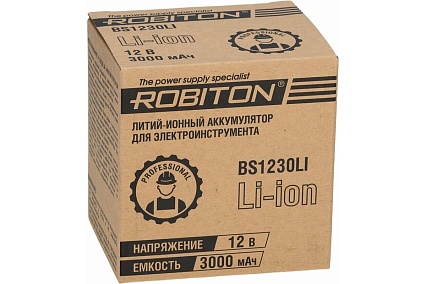 BS1230LI
Li-ion
12 В
3000 мАч
The power supply specialist
ROBITON®
ЛИТИЙ-ИОННЫЙ АККУМУЛЯТОР
ДЛЯ ЭЛЕКТРОИНСТРУМЕНТА
PROFESSIONAL
BS1230LI
Li-ion
НАПРЯЖЕНИЕ 12 В
ЕМКОСТЬ 3000 мАч